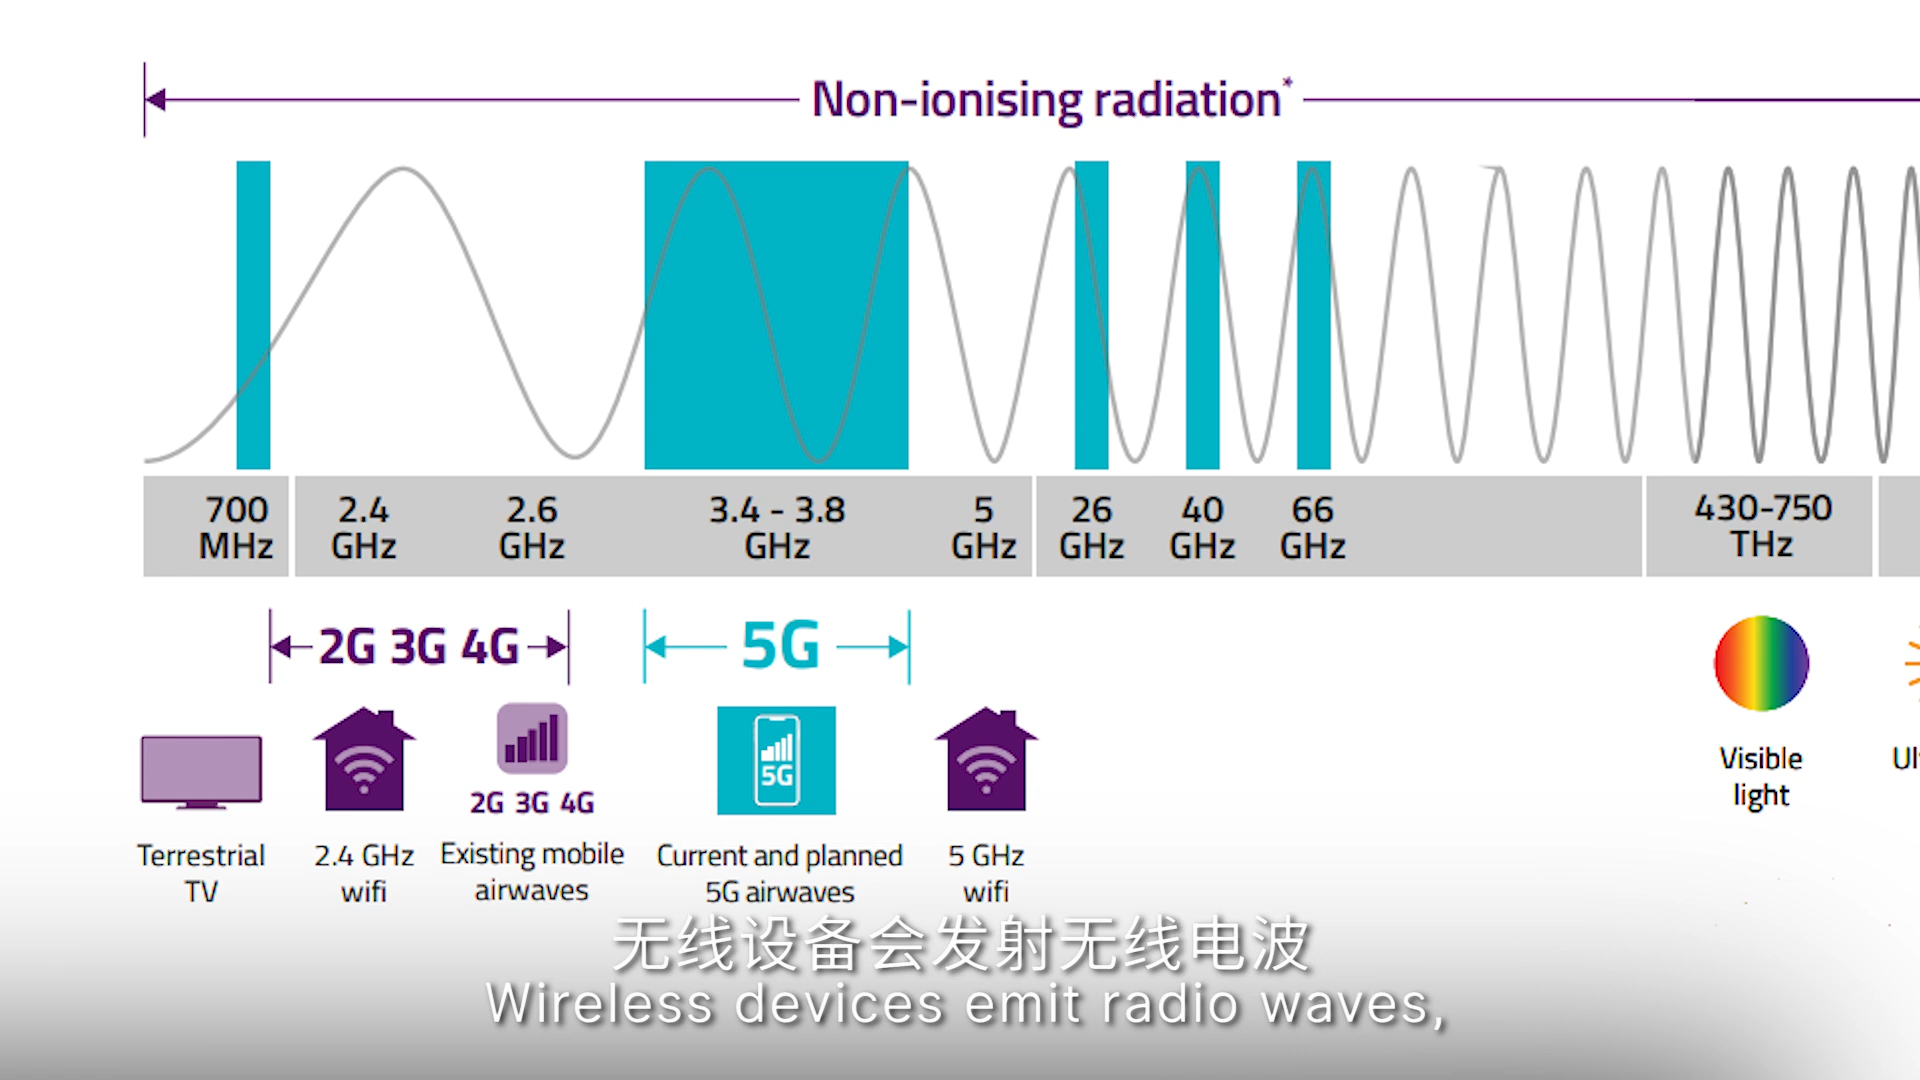 Non-ionising radiation*
700 MHz
2.4 GHz
2.6 GHz
3.4 - 3.8 GHz
5 GHz
26 GHz
40 GHz
66 GHz
430-750 THz
2G 3G 4G
5G
2G 3G 4G
5G
Terrestrial TV
2.4 GHz wifi
Existing mobile airwaves
Current and planned 5G airwaves
5 GHz wifi
Visible light
无线设备会发射无线电波
Wireless devices emit radio waves,